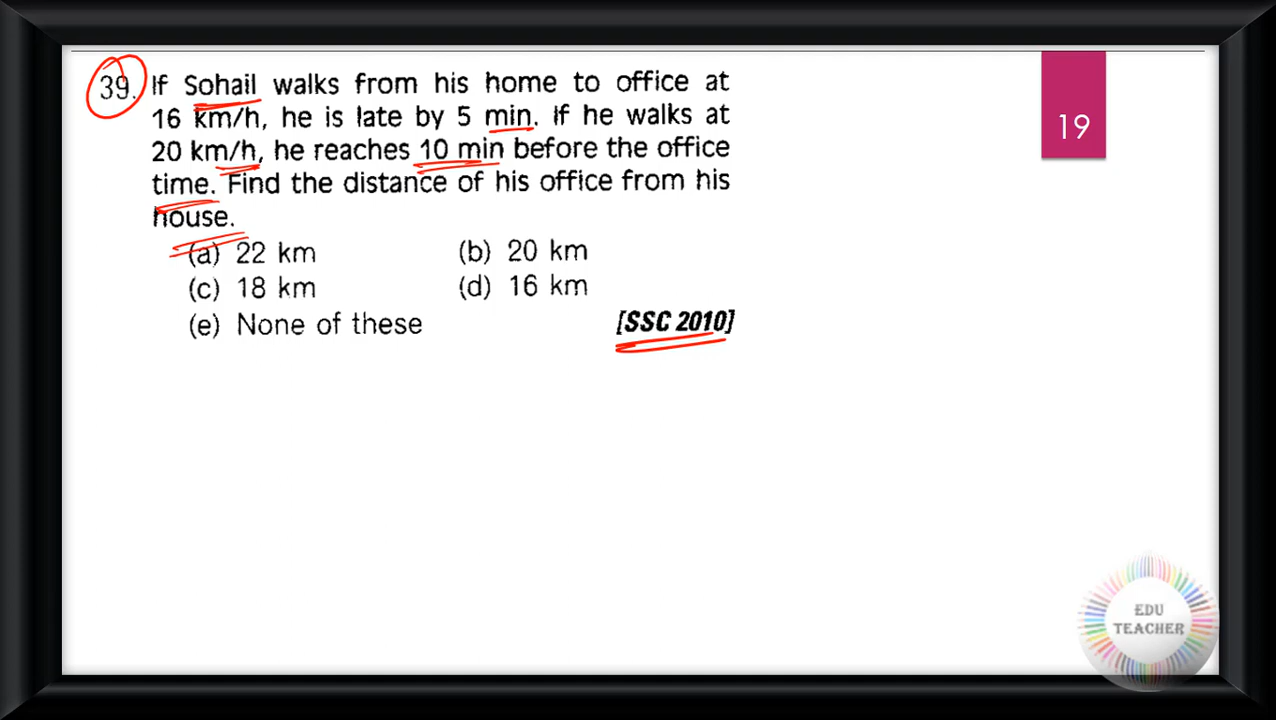 39. If Sohail walks from his home to office at
16 km/h, he is late by 5 min. If he walks at
20 km/h, he reaches 10 min before the office
time. Find the distance of his office from his
house.
(a) 22 km (b) 20 km
(c) 18 km (d) 16 km
(e) None of these [SSC 2010]
19
EDU
TEACHER